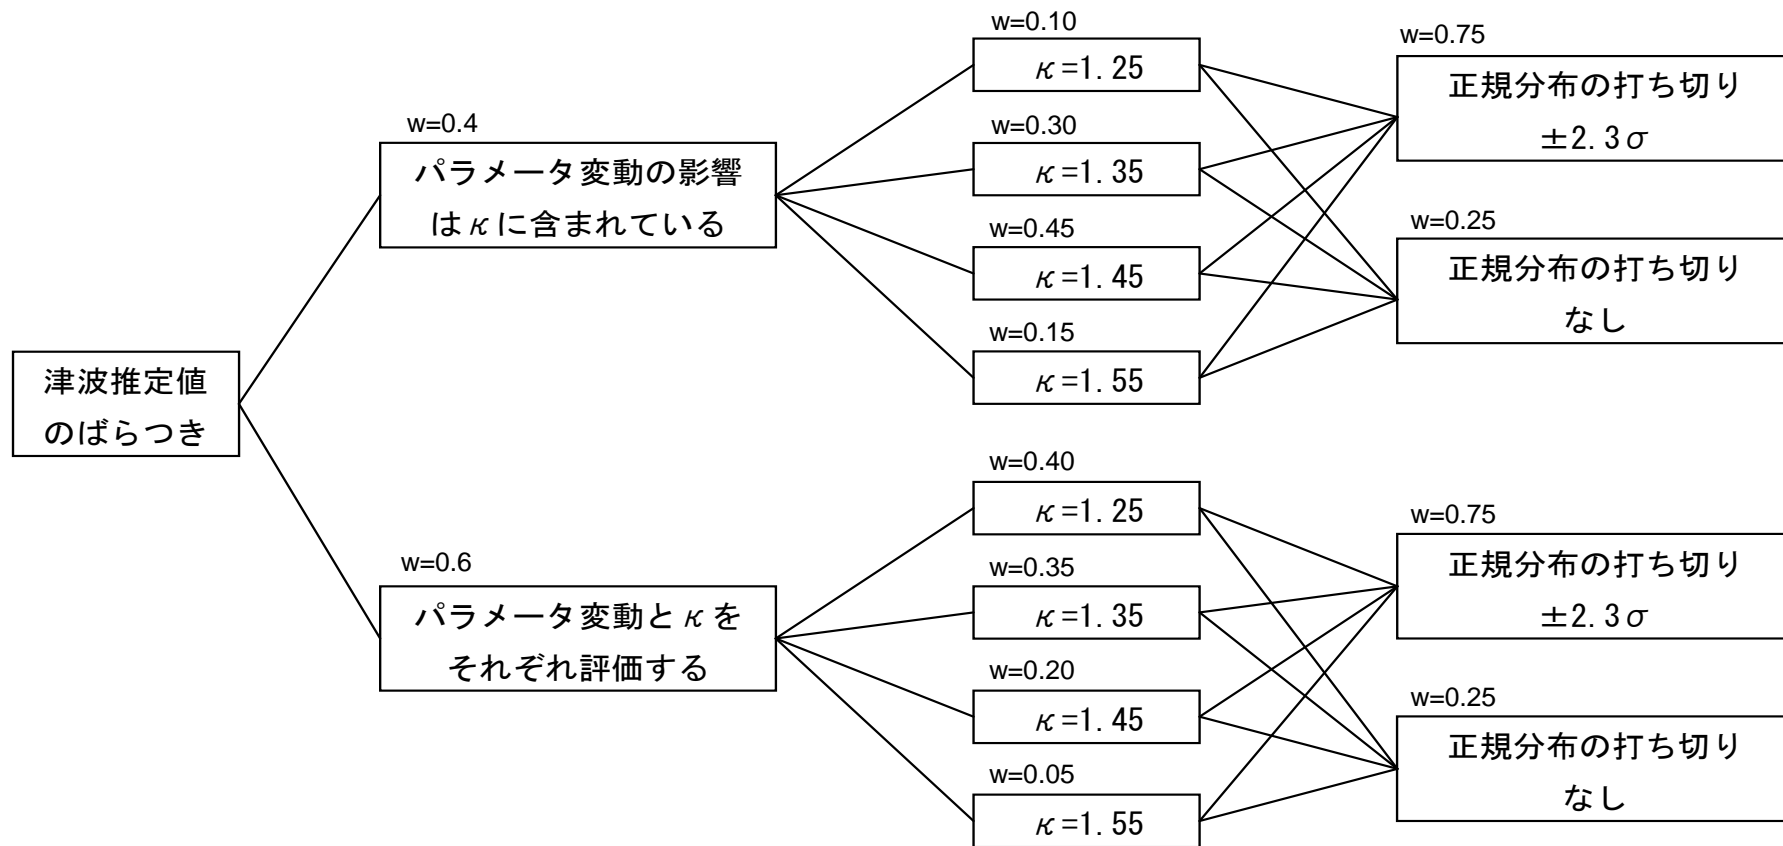 津波推定値
のばらつき
w=0.4
パラメータ変動の影響
はκに含まれている
w=0.10
κ=1.25
w=0.30
κ=1.35
w=0.45
κ=1.45
w=0.15
κ=1.55
w=0.75
正規分布の打ち切り
±2.3σ
w=0.25
正規分布の打ち切り
なし
w=0.6
パラメータ変動とκを
それぞれ評価する
w=0.40
κ=1.25
w=0.35
κ=1.35
w=0.20
κ=1.45
w=0.05
κ=1.55
w=0.75
正規分布の打ち切り
±2.3σ
w=0.25
正規分布の打ち切り
なし